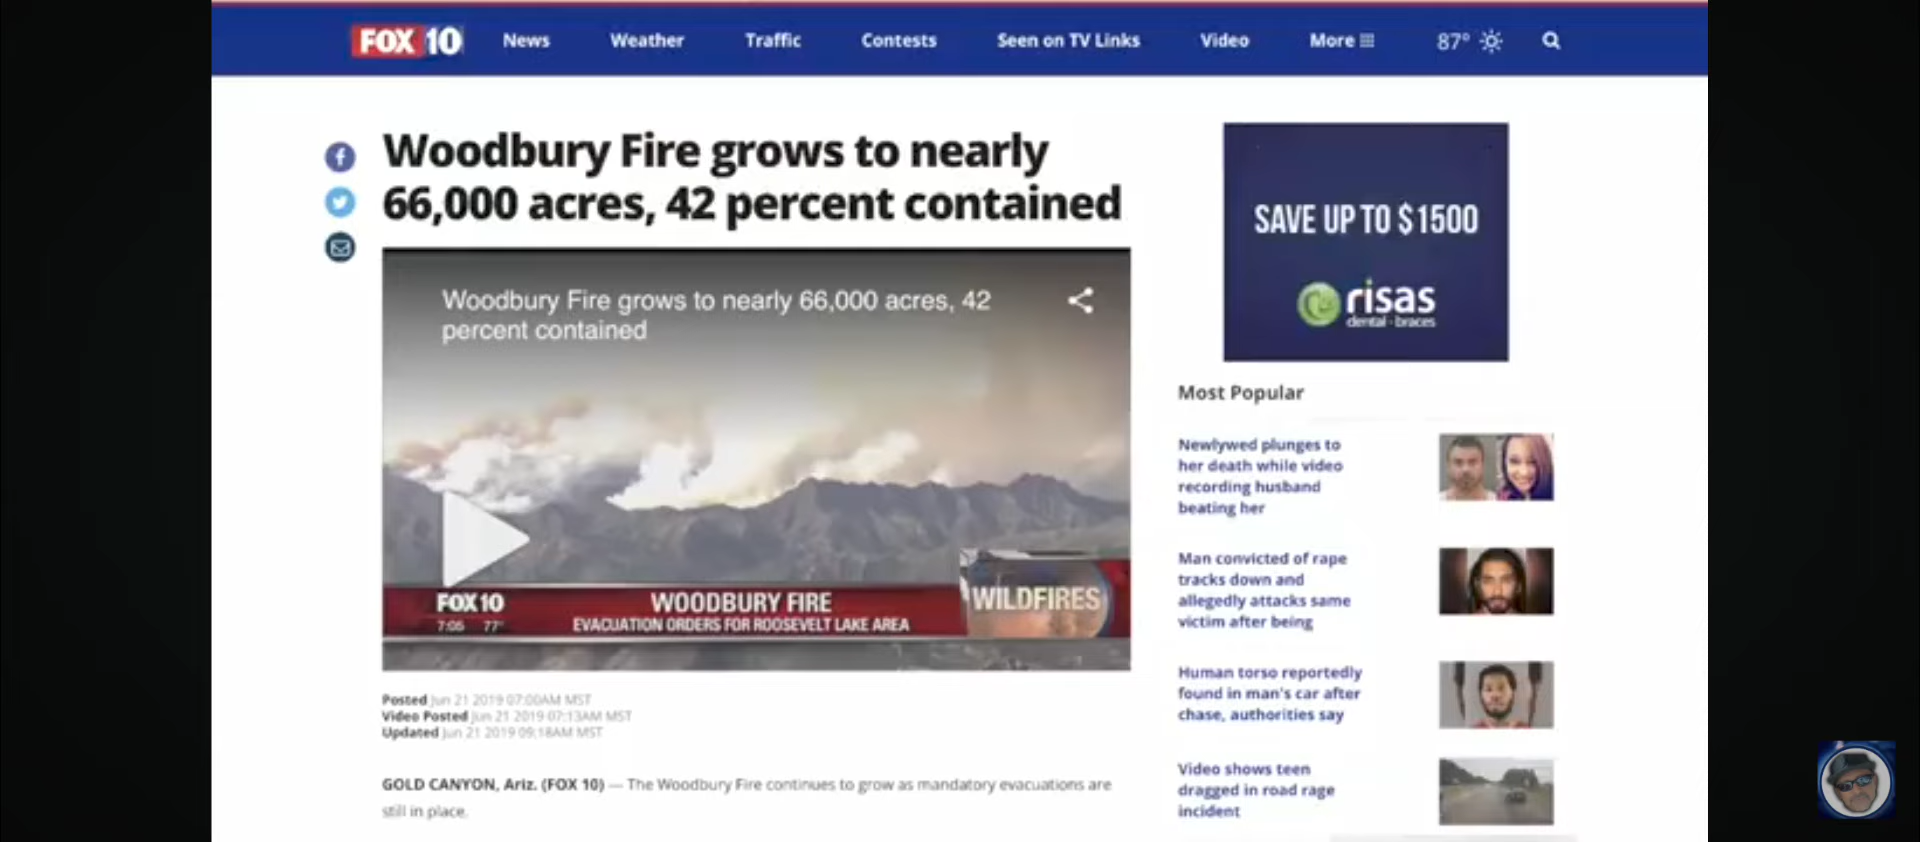 FOX 10 News Weather Traffic Contests Seen on TV Links Video More 87°
Woodbury Fire grows to nearly
66,000 acres, 42 percent contained
Woodbury Fire grows to nearly 66,000 acres, 42
percent contained
FOX 10 WOODBURY FIRE WILDFIRES
7:05 77° EVACUATION ORDERS FOR ROOSEVELT LAKE AREA
Posted Jun 21 2019 07:00AM MST
Video Posted Jun 21 2019 07:13AM MST
Updated Jun 21 2019 09:18AM MST
GOLD CANYON, Ariz. (FOX 10) — The Woodbury Fire continues to grow as mandatory evacuations are
still in place.
SAVE UP TO $1500
risas
dental - braces
Most Popular
Newlywed plunges to
her death while video
recording husband
beating her
Man convicted of rape
tracks down and
allegedly attacks same
victim after being
Human torso reportedly
found in man's car after
chase, authorities say
Video shows teen
dragged in road rage
incident